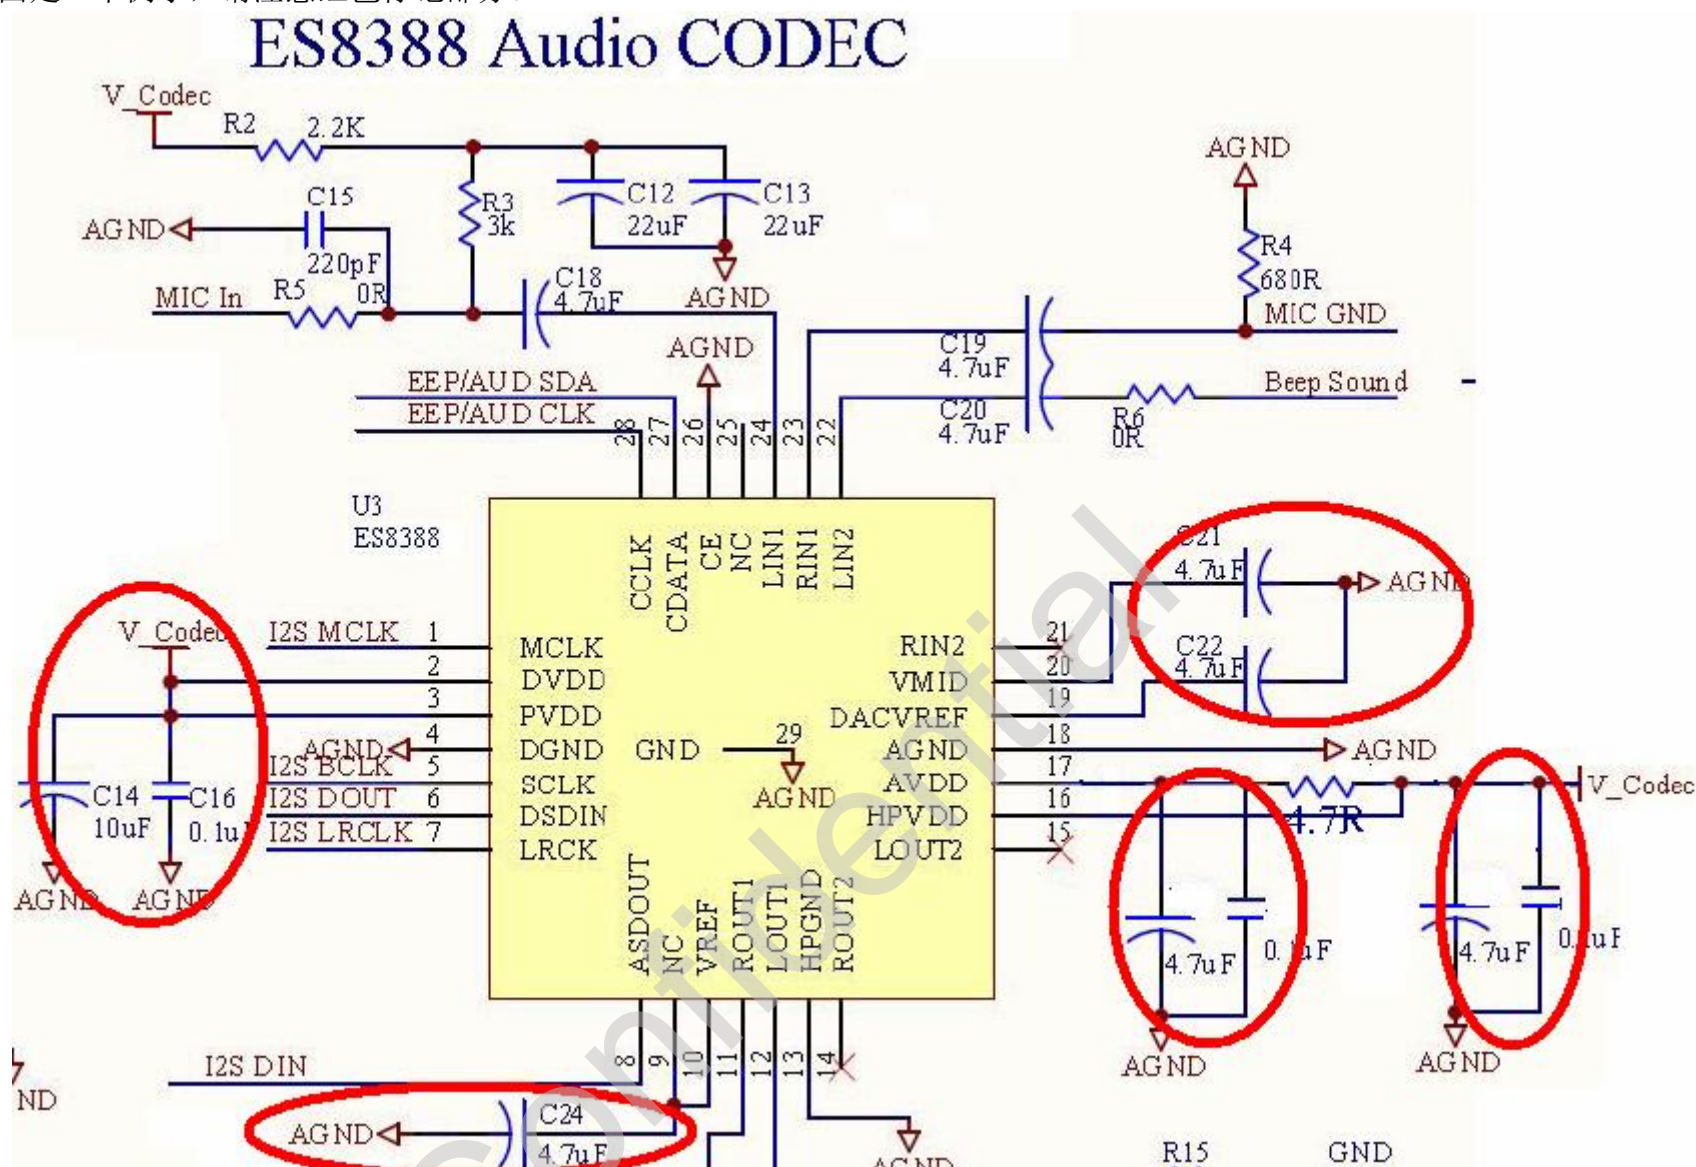 ES8388 Audio CODEC
V_Codec
R2 2.2K
C15
AGND
220pF
R3
3k
C12
22uF
C13
22uF
AGND
MIC In
R5
0R
C18
4.7uF
AGND
R4
680R
MIC GND
C19
4.7uF
AGND
EEP/AUD SDA
EEP/AUD CLK
C20
4.7uF
R6
0R
Beep Sound
28 27 26 25 24 23 22
U3
ES8388
CCLK CDATA CE NC LIN1 RIN1 LIN2
C21
4.7uF
AGND
C22
4.7uF
V_Codec
I2S MCLK 1 MCLK
2 DVDD
3 PVDD
AGND 4 DGND
I2S BCLK 5 SCLK
I2S DOUT 6 DSDIN
I2S LRCLK 7 LRCK
GND 29
AGND
RIN2 21
VMID 20
DACVREF 19
AGND 18 AGND
AVDD 17
HPVDD 16
LOUT2 15
4.7R
V_Codec
C14
10uF
C16
AGND
AGND
ASDOUT NC VREF ROUT1 LOUT1 HPGND ROUT2
4.7uF
0.1uF
AGND
4.7uF
AGND
8 9 10 11 12 13 14
I2S DIN
ND
AGND
C24
4.7uF
R15
GND
Confidential